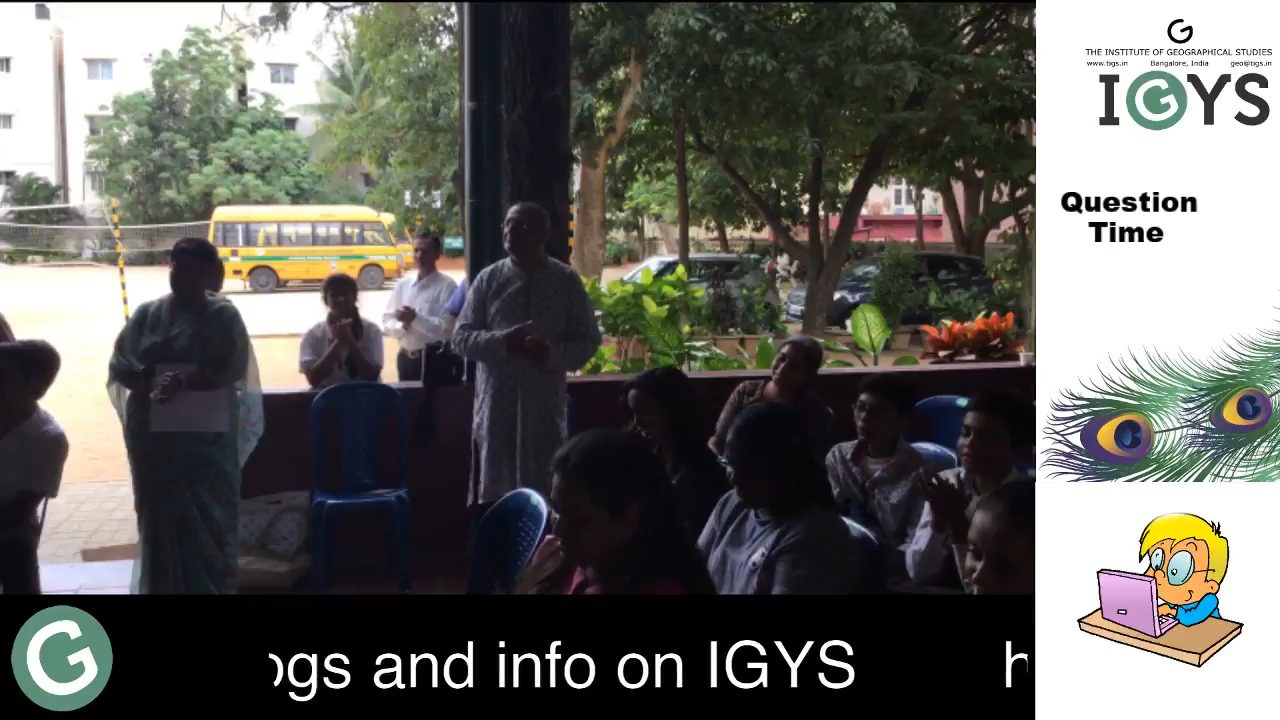 G
THE INSTITUTE OF GEOGRAPHICAL STUDIES
www.tigs.in Bangalore, India geo@tigs.in
IGYS
Question
Time
G ogs and info on IGYS h